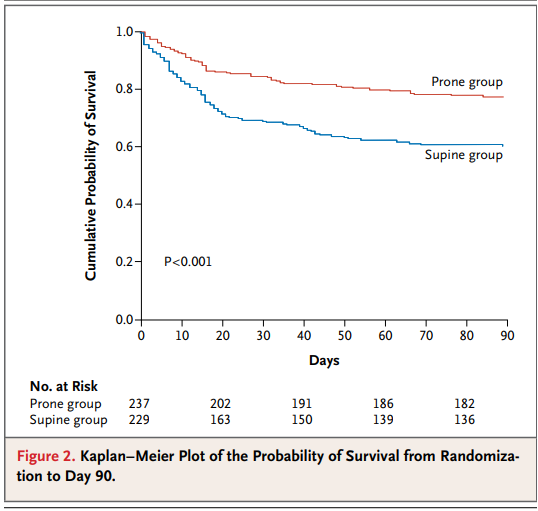 Cumulative Probability of Survival
1.0
0.8
0.6
0.4
0.2
0.0
Prone group
Supine group
P<0.001
0 10 20 30 40 50 60 70 80 90
Days
No. at Risk
Prone group 237 202 191 186 182
Supine group 229 163 150 139 136
Figure 2. Kaplan–Meier Plot of the Probability of Survival from Randomiza-
tion to Day 90.